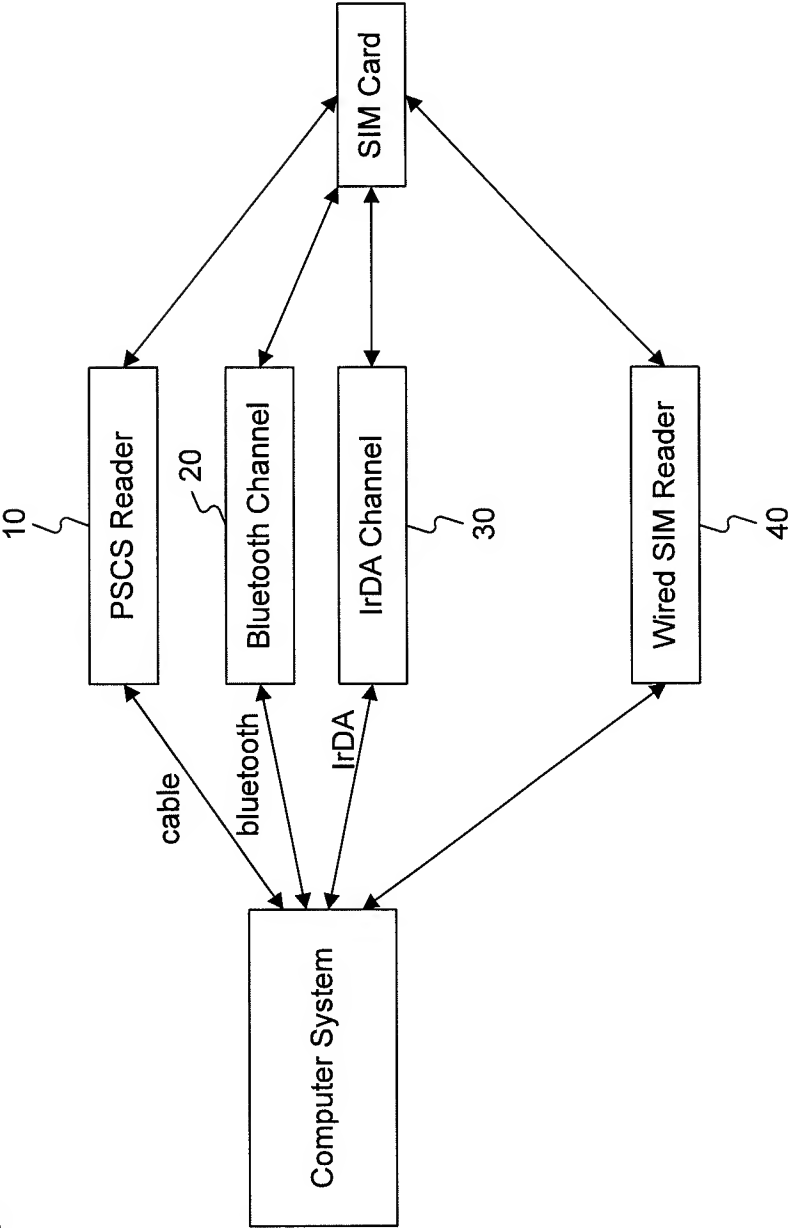 10
PSCS Reader
cable
20
Bluetooth Channel
bluetooth
IrDA Channel
30
IrDA
Computer System
SIM Card
Wired SIM Reader
40